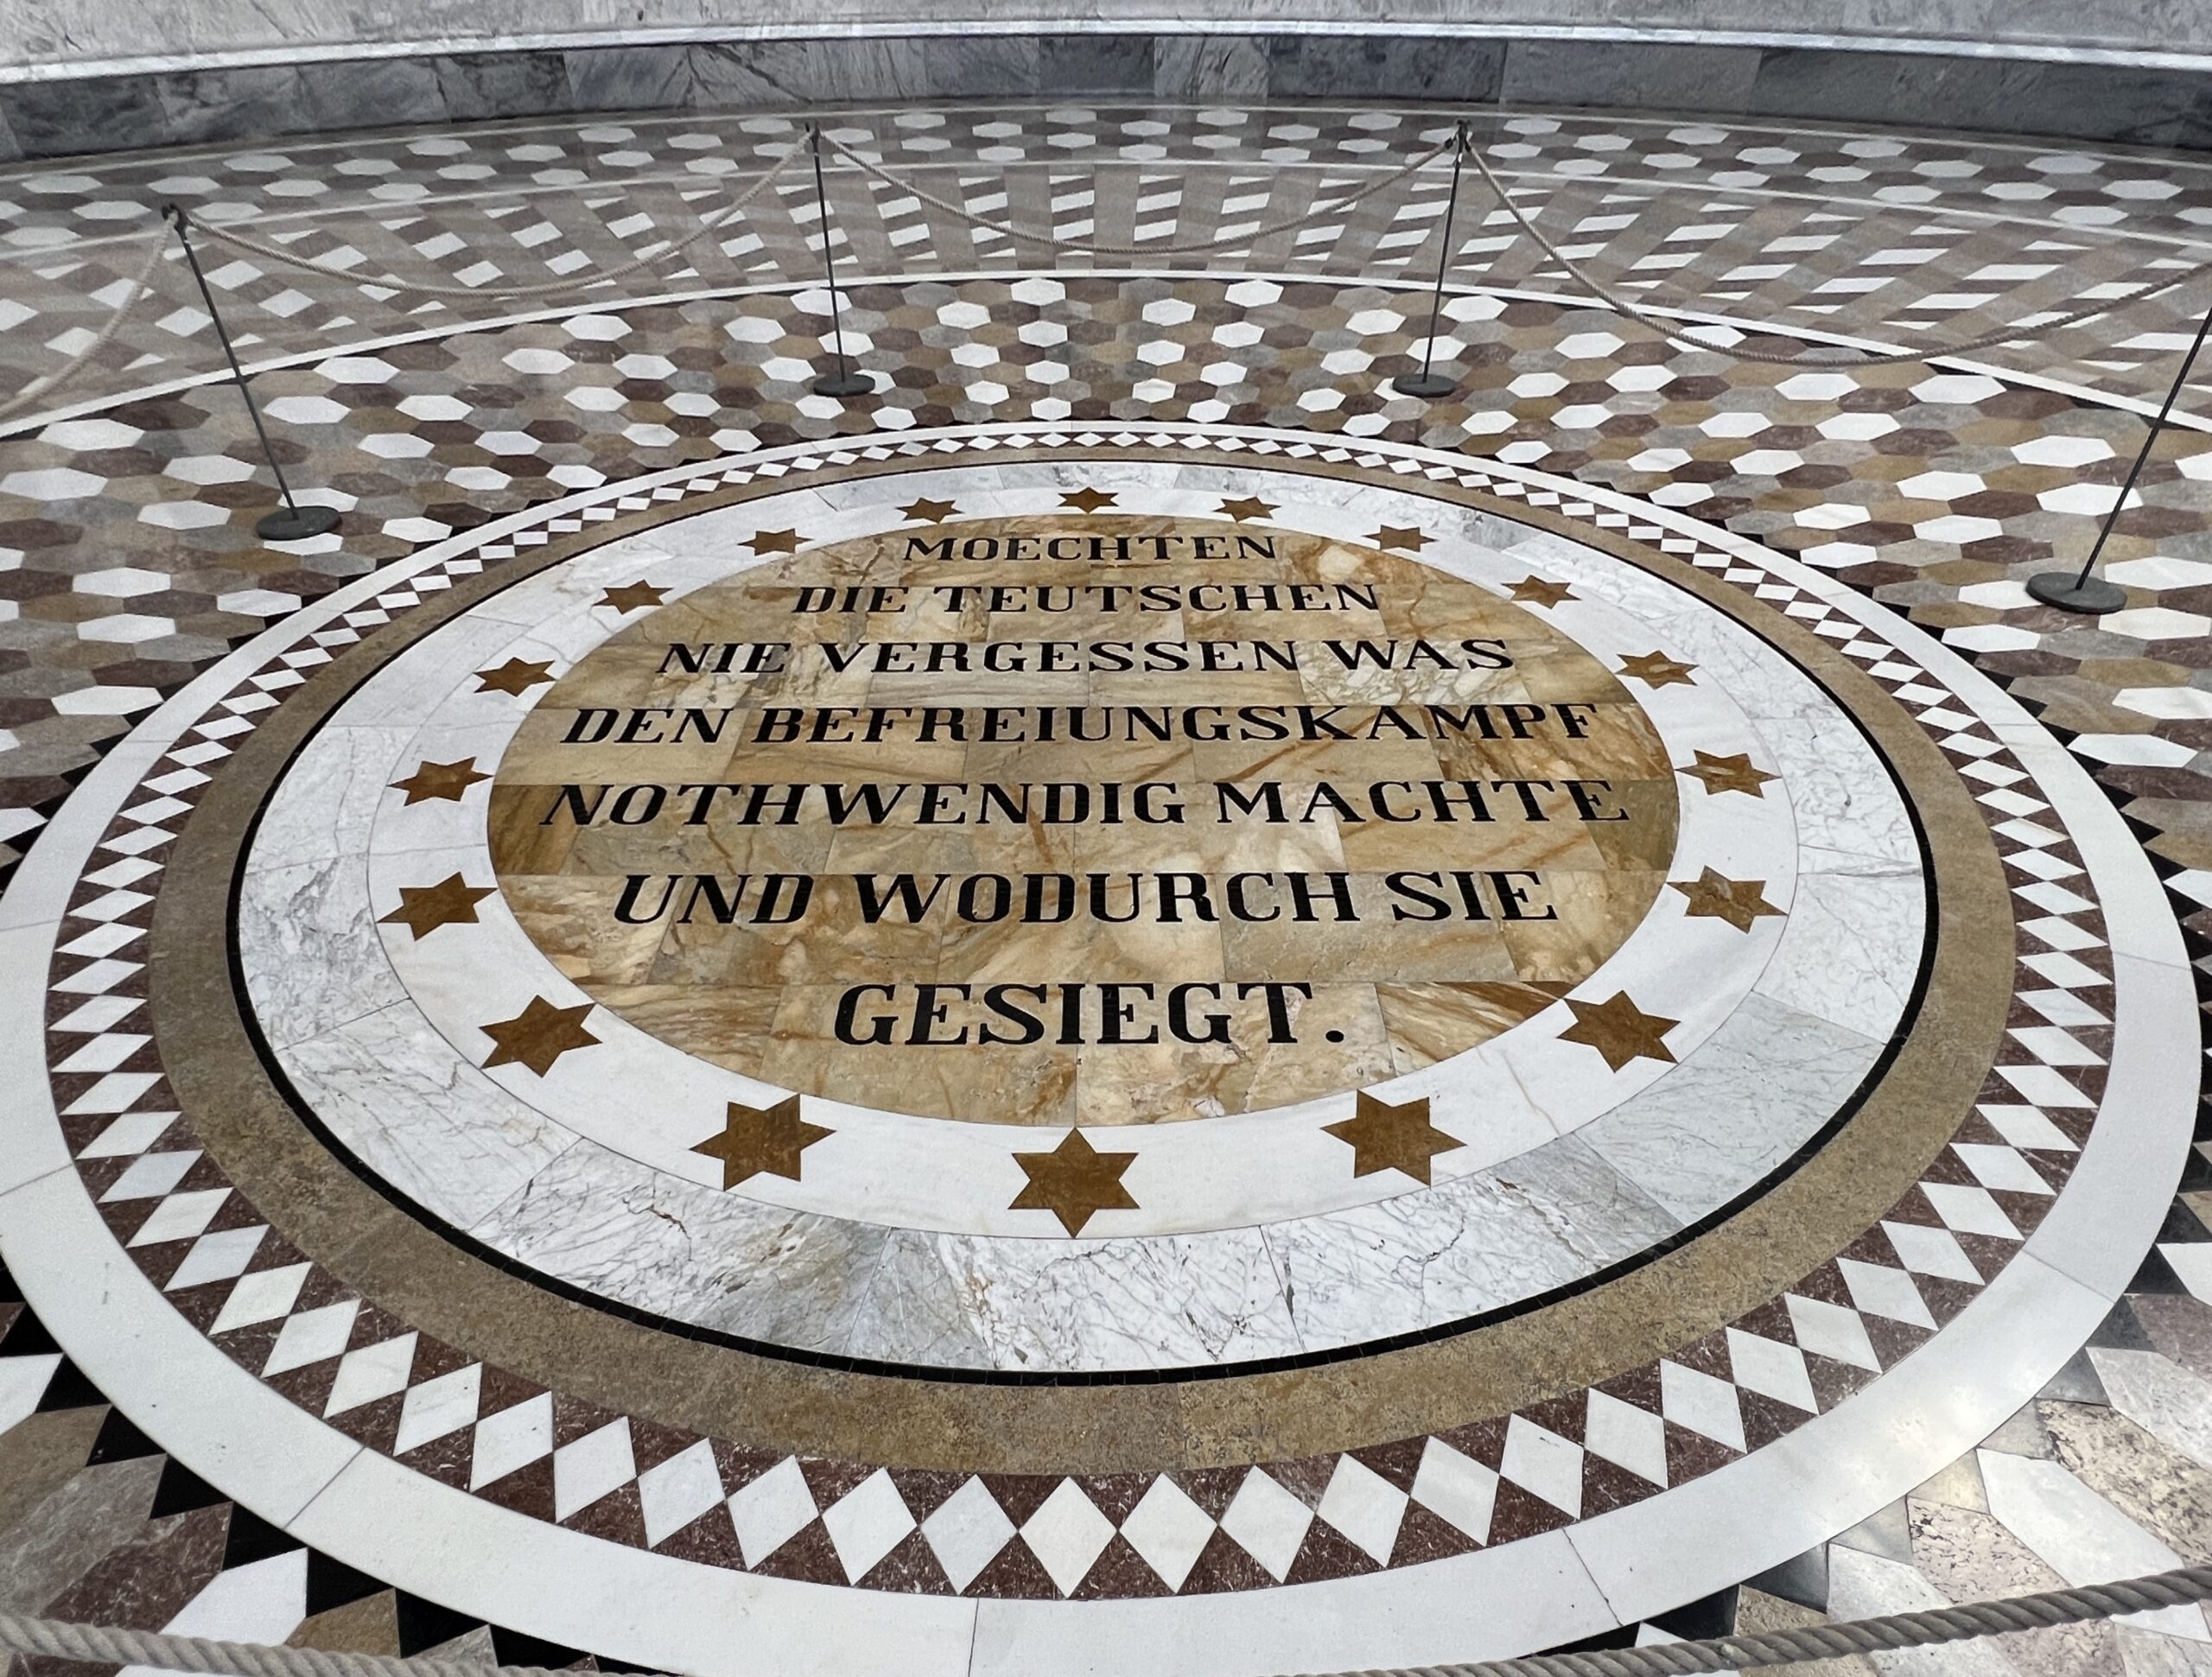 MOECHTEN
DIE TEUTSCHEN
NIE VERGESSEN WAS
DEN BEFREIUNGSKAMPF
NOTHWENDIG MACHTE
UND WODURCH SIE
GESIEGT.